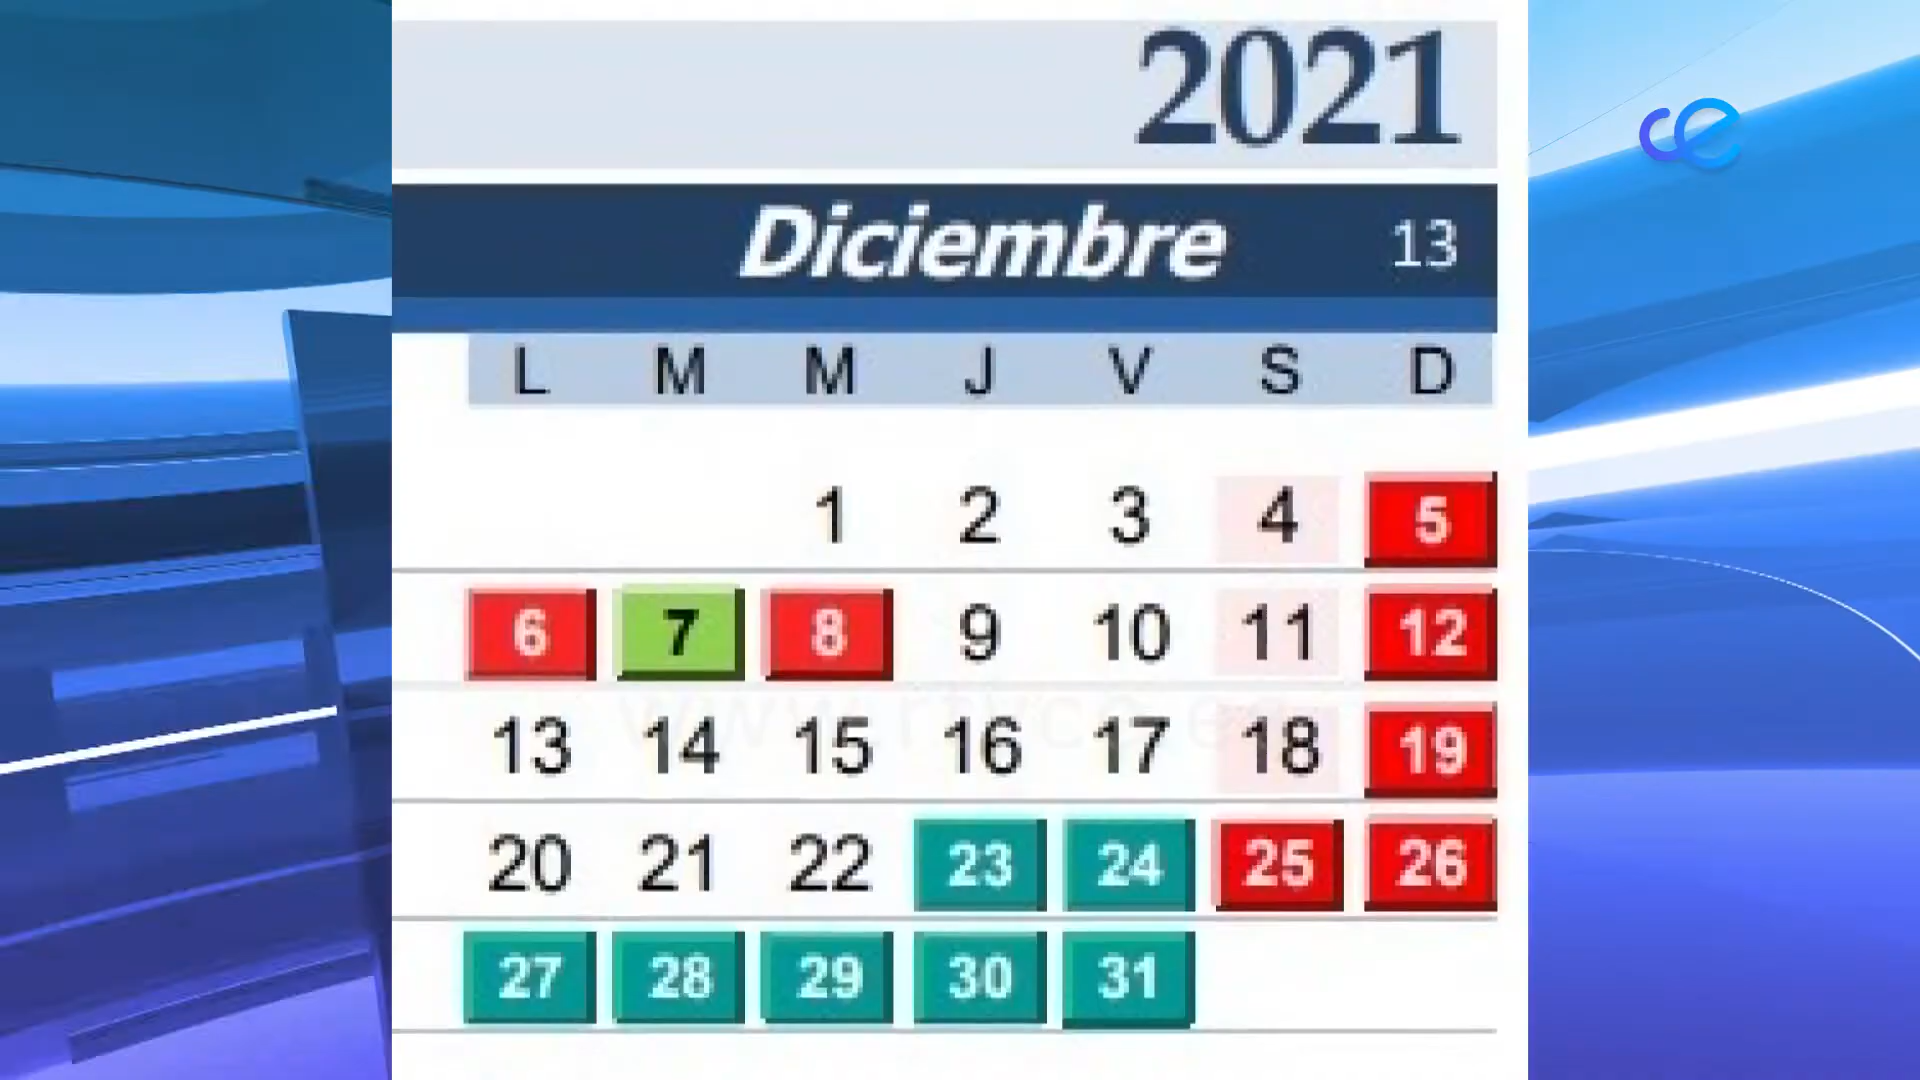 2021
Diciembre 13
L M M J V S D
1 2 3 4 5
6 7 8 9 10 11 12
13 14 15 16 17 18 19
20 21 22 23 24 25 26
27 28 29 30 31
ce